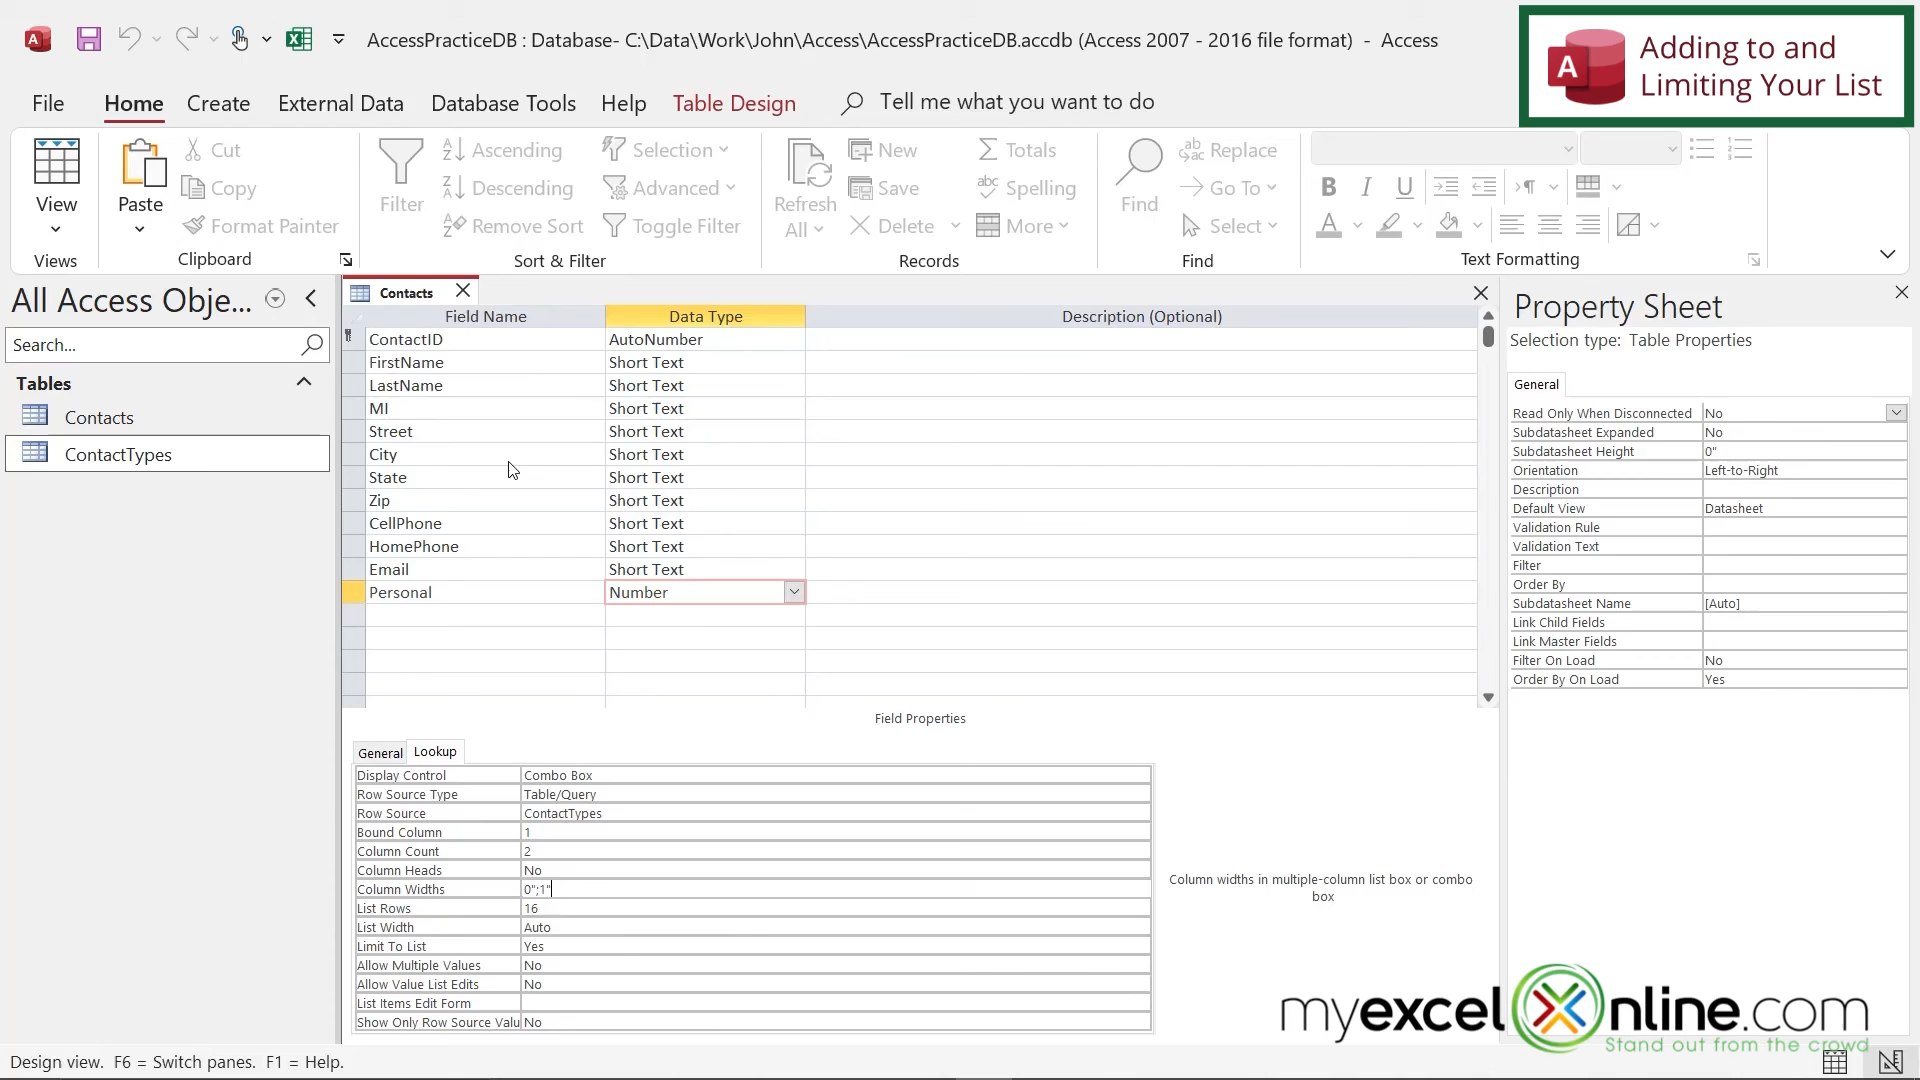 AccessPracticeDB : Database- C:\Data\Work\John\Access\AccessPracticeDB.accdb (Access 2007 - 2016 file format) - Access
A Adding to and
Limiting Your List
File Home Create External Data Database Tools Help Table Design Tell me what you want to do
View
Views
Paste
Cut
Copy
Format Painter
Clipboard
Filter
Ascending
Descending
Remove Sort
Selection
Advanced
Toggle Filter
Sort & Filter
Refresh
All
New
Save
Delete
Totals
Spelling
More
Records
Find
Replace
Go To
Select
Find
B I U
A
Text Formatting
All Access Obje...
Search...
Tables
Contacts
ContactTypes
Contacts
Field Name Data Type Description (Optional)
ContactID AutoNumber
FirstName Short Text
LastName Short Text
MI Short Text
Street Short Text
City Short Text
State Short Text
Zip Short Text
CellPhone Short Text
HomePhone Short Text
Email Short Text
Personal Number
Field Properties
General Lookup
Display Control Combo Box
Row Source Type Table/Query
Row Source ContactTypes
Bound Column 1
Column Count 2
Column Heads No
Column Widths 0";1"
List Rows 16
List Width Auto
Limit To List Yes
Allow Multiple Values No
Allow Value List Edits No
List Items Edit Form
Show Only Row Source Valu No
Column widths in multiple-column list box or combo
box
Property Sheet
Selection type: Table Properties
General
Read Only When Disconnected No
Subdatasheet Expanded No
Subdatasheet Height 0"
Orientation Left-to-Right
Description
Default View Datasheet
Validation Rule
Validation Text
Filter
Order By
Subdatasheet Name [Auto]
Link Child Fields
Link Master Fields
Filter On Load No
Order By On Load Yes
myexcelOnline.com
Stand out from the crowd
Design view. F6 = Switch panes. F1 = Help.